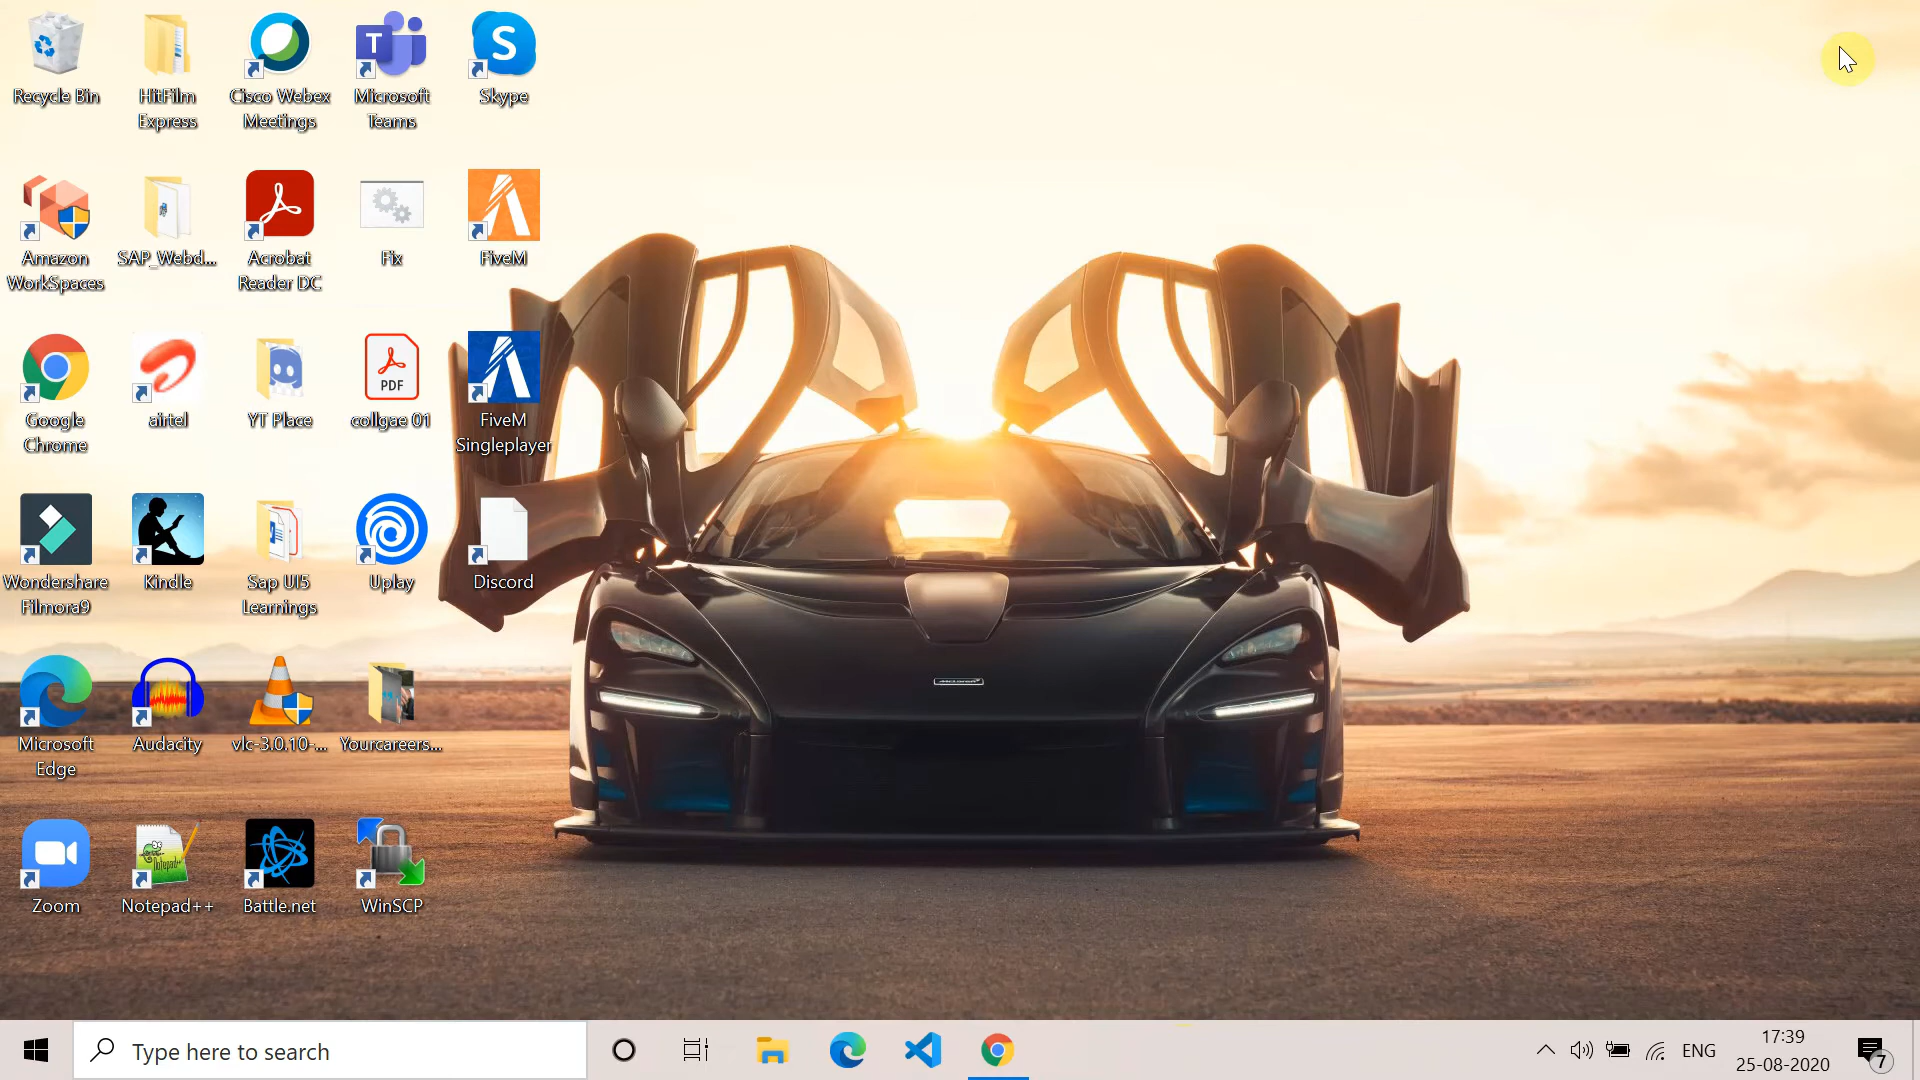 Recycle Bin
HitFilm
Express
Cisco Webex
Meetings
T
Microsoft
Teams
S
Skype
Amazon
WorkSpaces
SAP_Webd...
Acrobat
Reader DC
Fix
FiveM
Google
Chrome
airtel
YT Place
PDF
collgae 01
FiveM
Singleplayer
Wondershare
Filmora9
Kindle
Sap UI5
Learnings
Uplay
Discord
Microsoft
Edge
Audacity
vlc-3.0.10-...
Yourcareers...
Zoom
Notepad++
Battle.net
WinSCP
Type here to search
ENG
17:39
25-08-2020
7